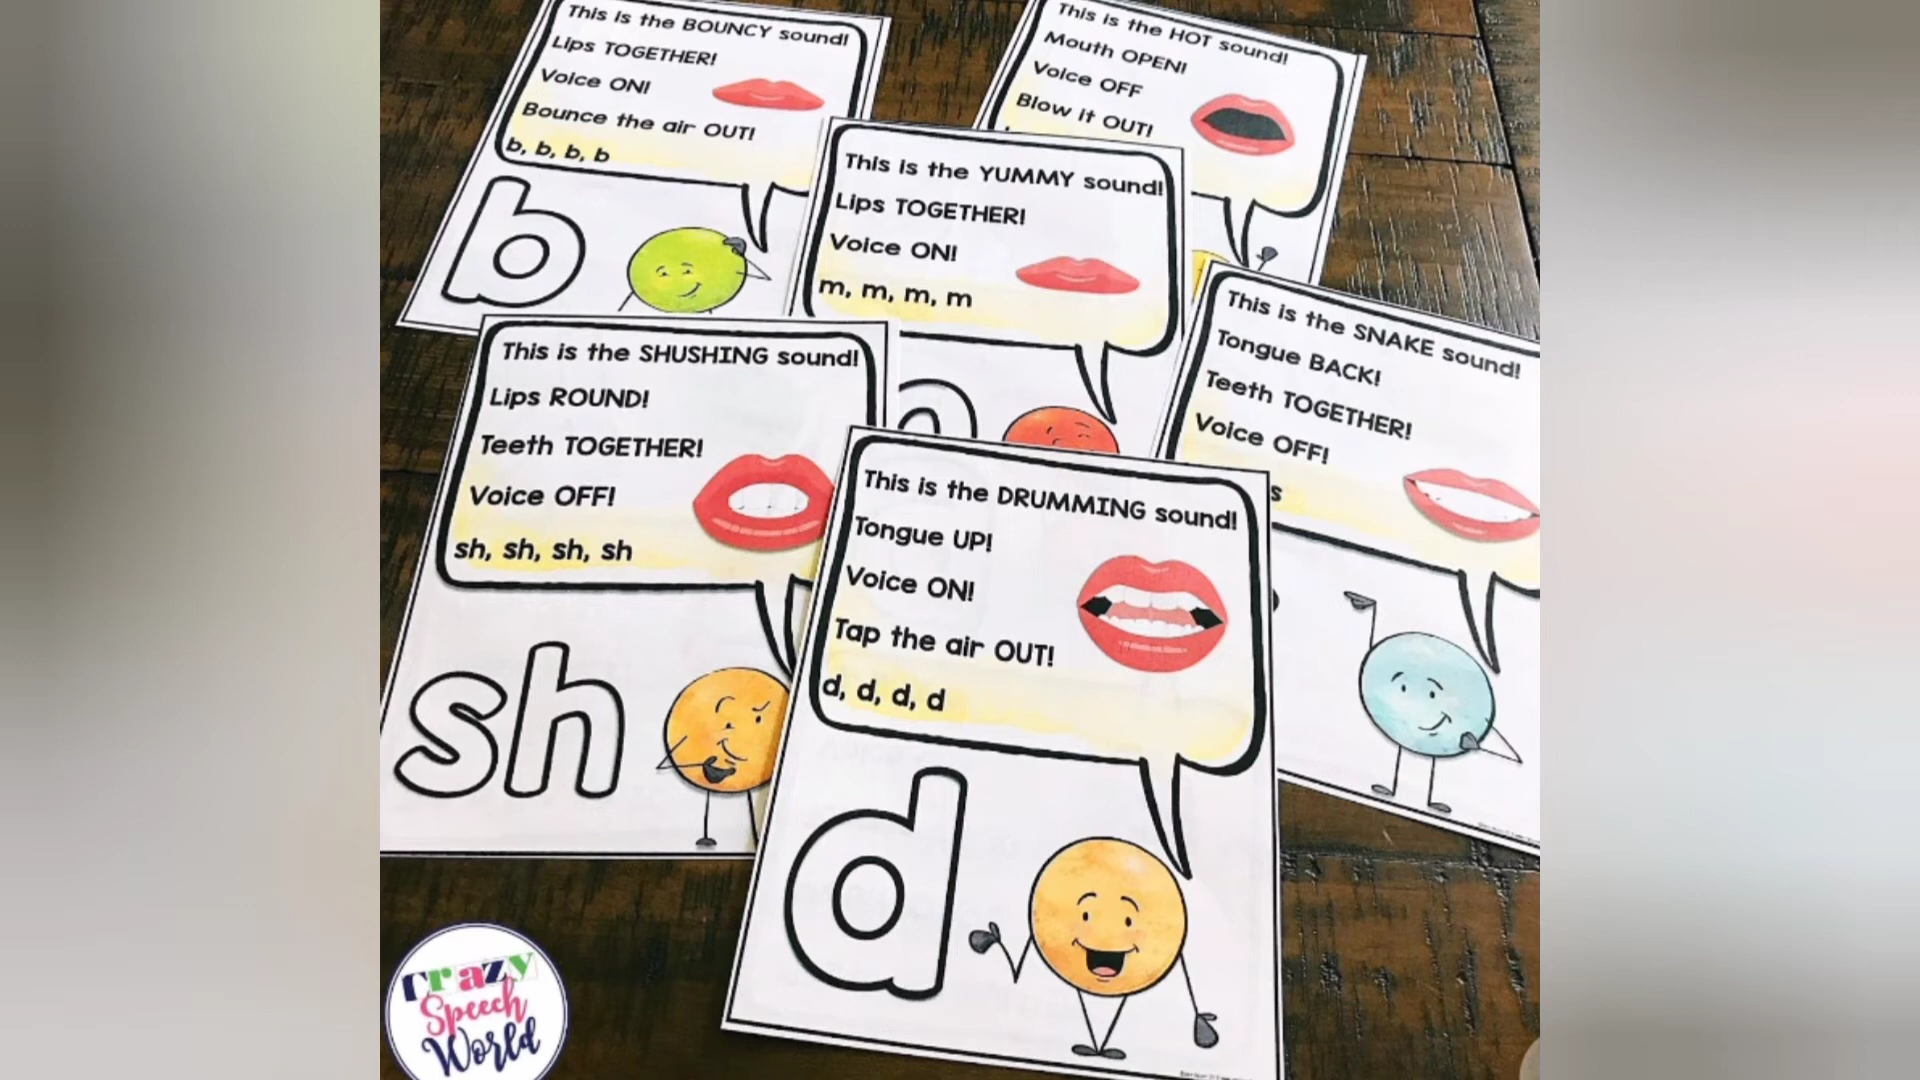 This is the BOUNCY sound!
Lips TOGETHER!
Voice ON!
Bounce the air OUT!
b, b, b, b
b
This is the HOT sound!
Mouth OPEN!
Voice OFF
Blow it OUT!
This is the YUMMY sound!
Lips TOGETHER!
Voice ON!
m, m, m, m
This is the SNAKE sound!
Tongue BACK!
Teeth TOGETHER!
Voice OFF!
s
This is the SHUSHING sound!
Lips ROUND!
Teeth TOGETHER!
Voice OFF!
sh, sh, sh, sh
sh
This is the DRUMMING sound!
Tongue UP!
Voice ON!
Tap the air OUT!
d, d, d, d
d
Crazy
Speech
World